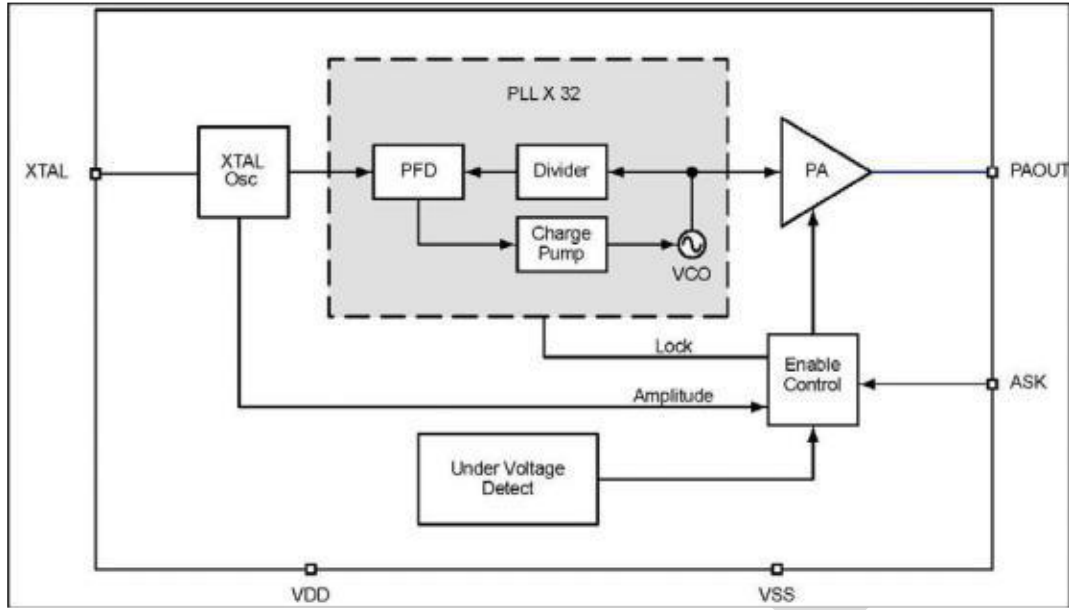 PLL X 32
XTAL
XTAL
Osc
PFD
Divider
PA
PAOUT
Charge
Pump
VCO
Lock
Enable
Control
ASK
Amplitude
Under Voltage
Detect
VDD
VSS